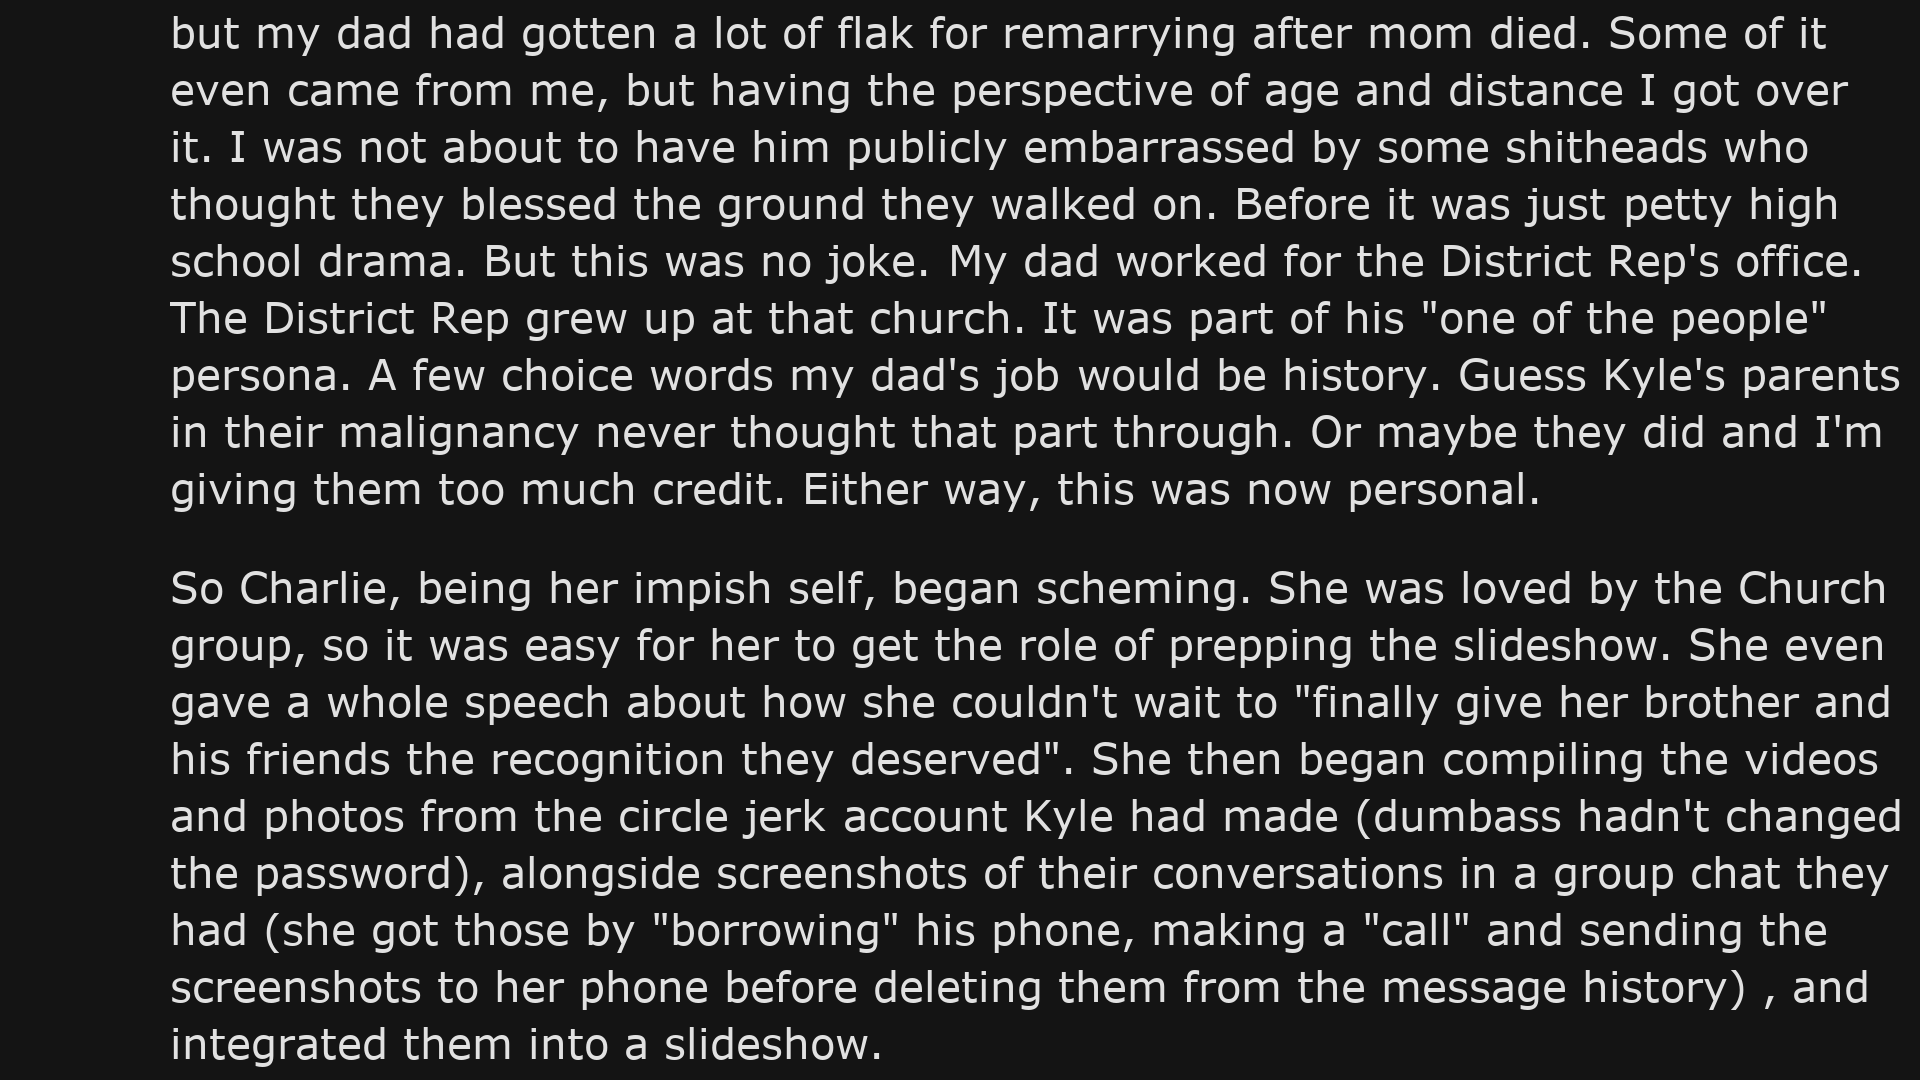 but my dad had gotten a lot of flak for remarrying after mom died. Some of it
even came from me, but having the perspective of age and distance I got over
it. I was not about to have him publicly embarrassed by some shitheads who
thought they blessed the ground they walked on. Before it was just petty high
school drama. But this was no joke. My dad worked for the District Rep's office.
The District Rep grew up at that church. It was part of his "one of the people"
persona. A few choice words my dad's job would be history. Guess Kyle's parents
in their malignancy never thought that part through. Or maybe they did and I'm
giving them too much credit. Either way, this was now personal.
So Charlie, being her impish self, began scheming. She was loved by the Church
group, so it was easy for her to get the role of prepping the slideshow. She even
gave a whole speech about how she couldn't wait to "finally give her brother and
his friends the recognition they deserved". She then began compiling the videos
and photos from the circle jerk account Kyle had made (dumbass hadn't changed
the password), alongside screenshots of their conversations in a group chat they
had (she got those by "borrowing" his phone, making a "call" and sending the
screenshots to her phone before deleting them from the message history) , and
integrated them into a slideshow.